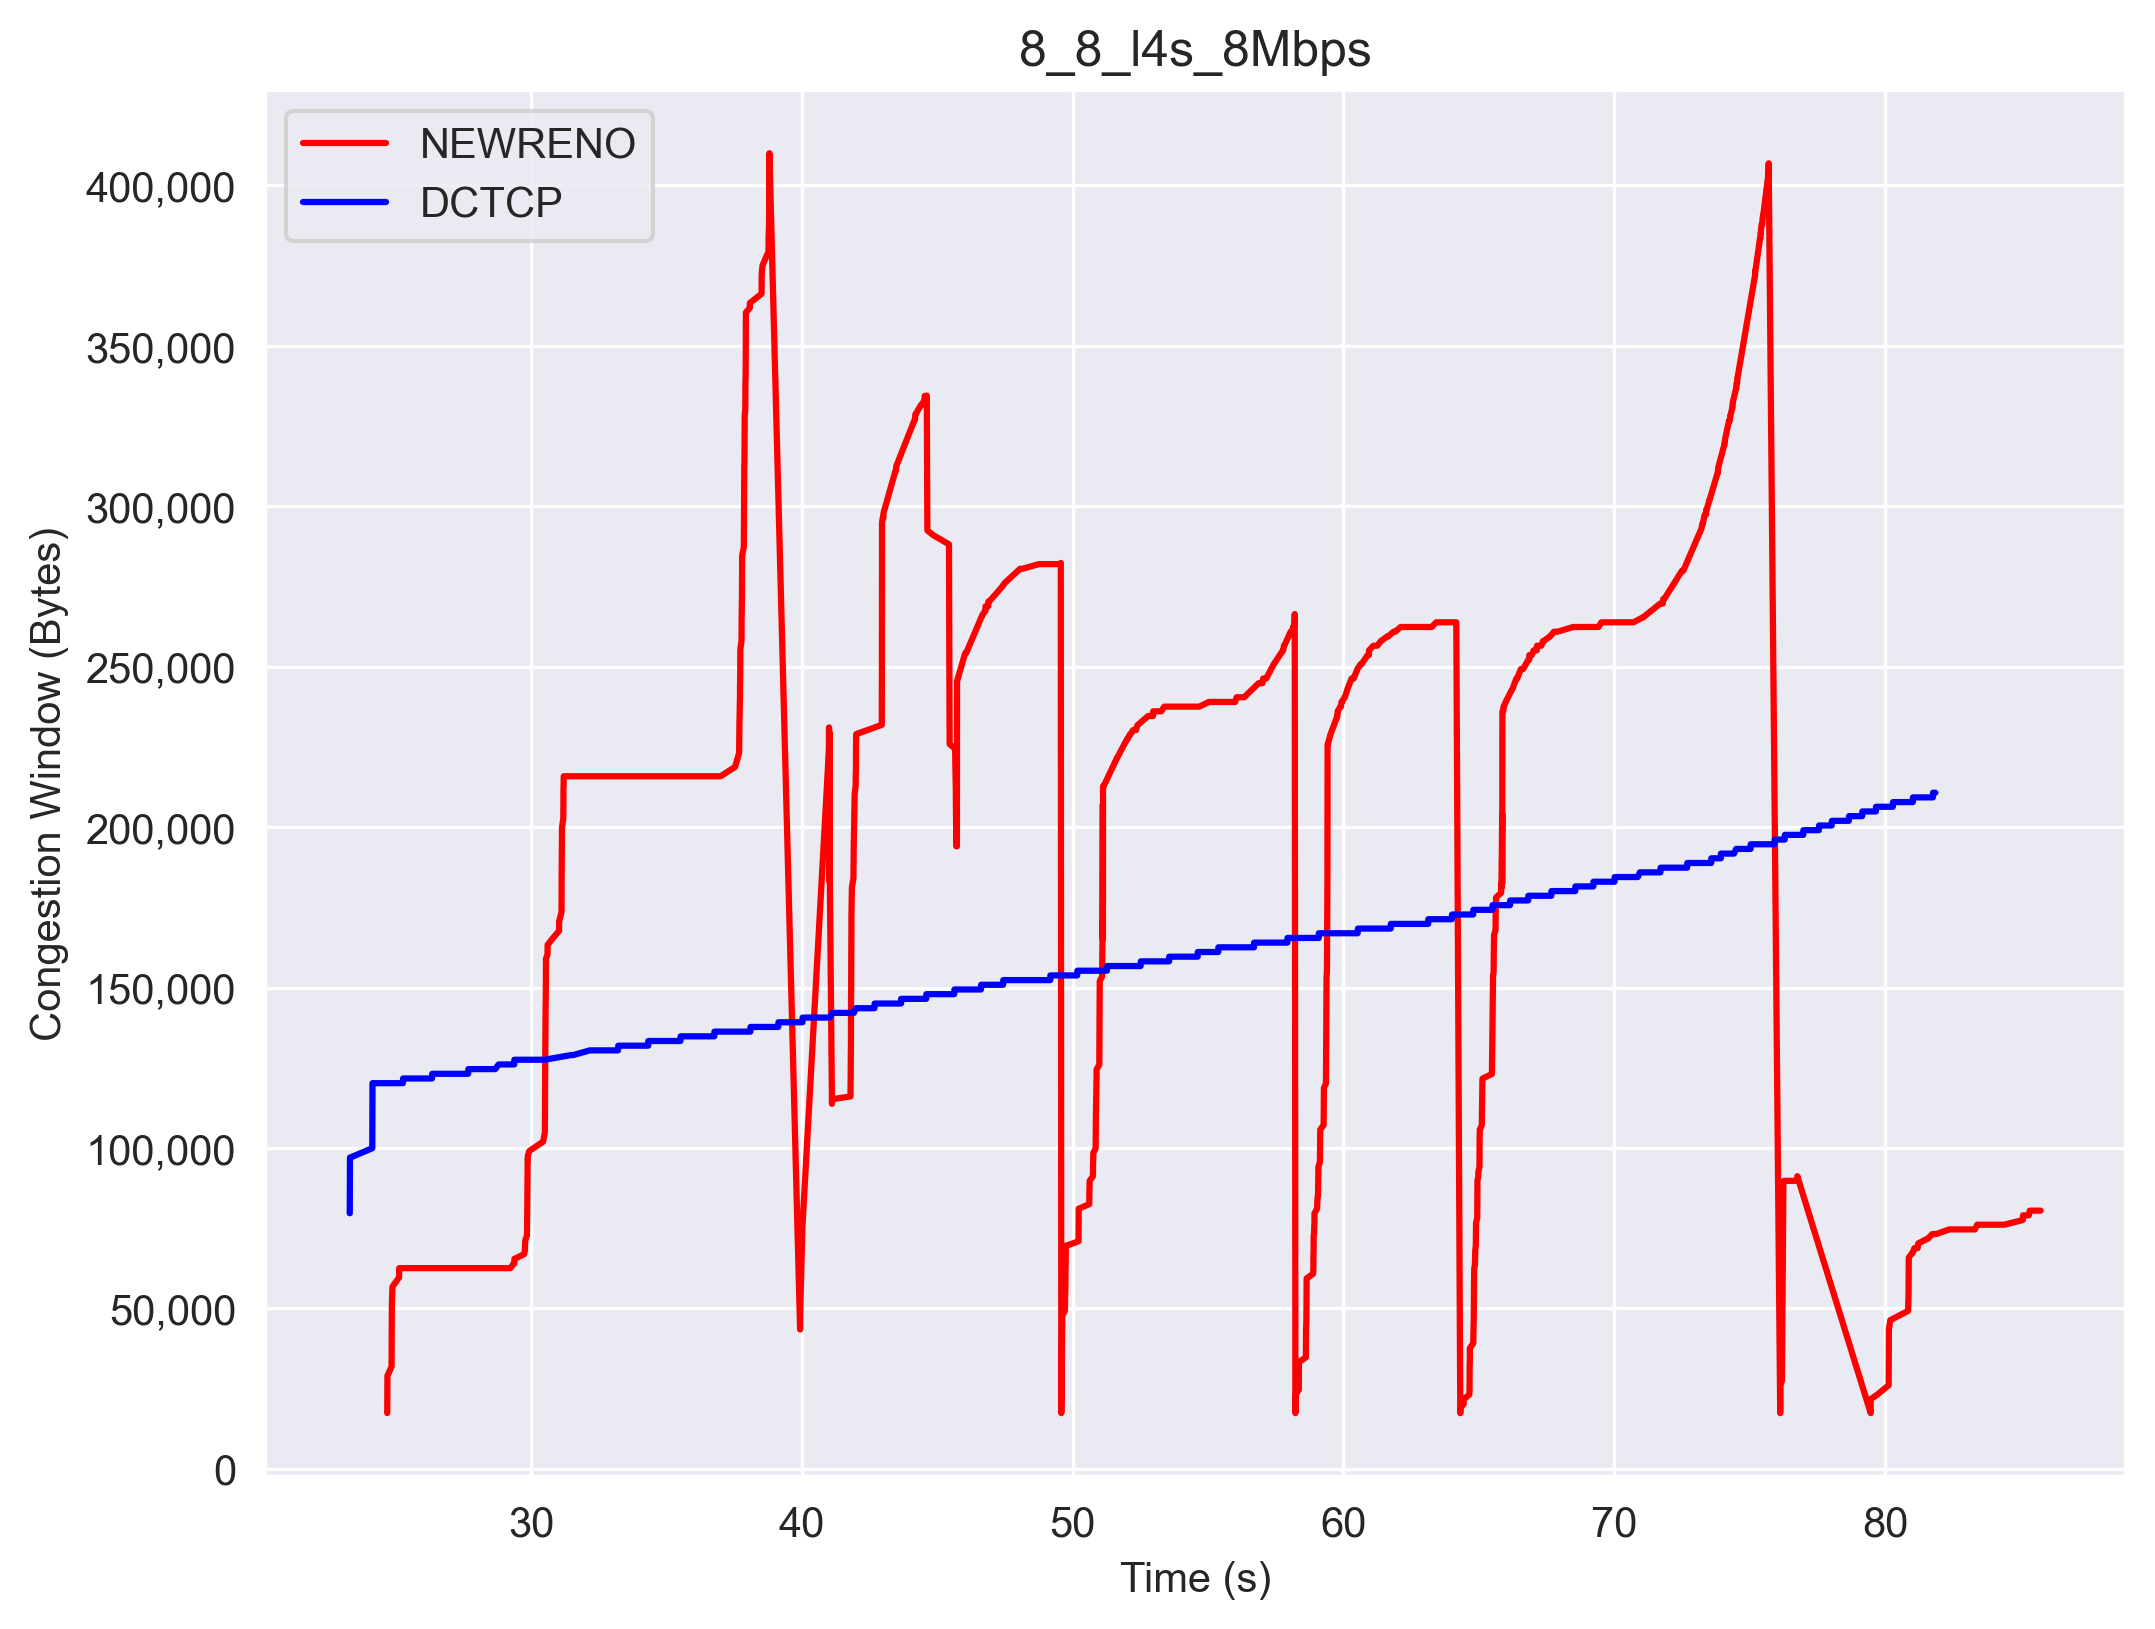 8_8_l4s_8Mbps
NEWRENO
DCTCP
400,000
350,000
300,000
250,000
200,000
150,000
100,000
50,000
0
Congestion Window (Bytes)
30 40 50 60 70 80
Time (s)